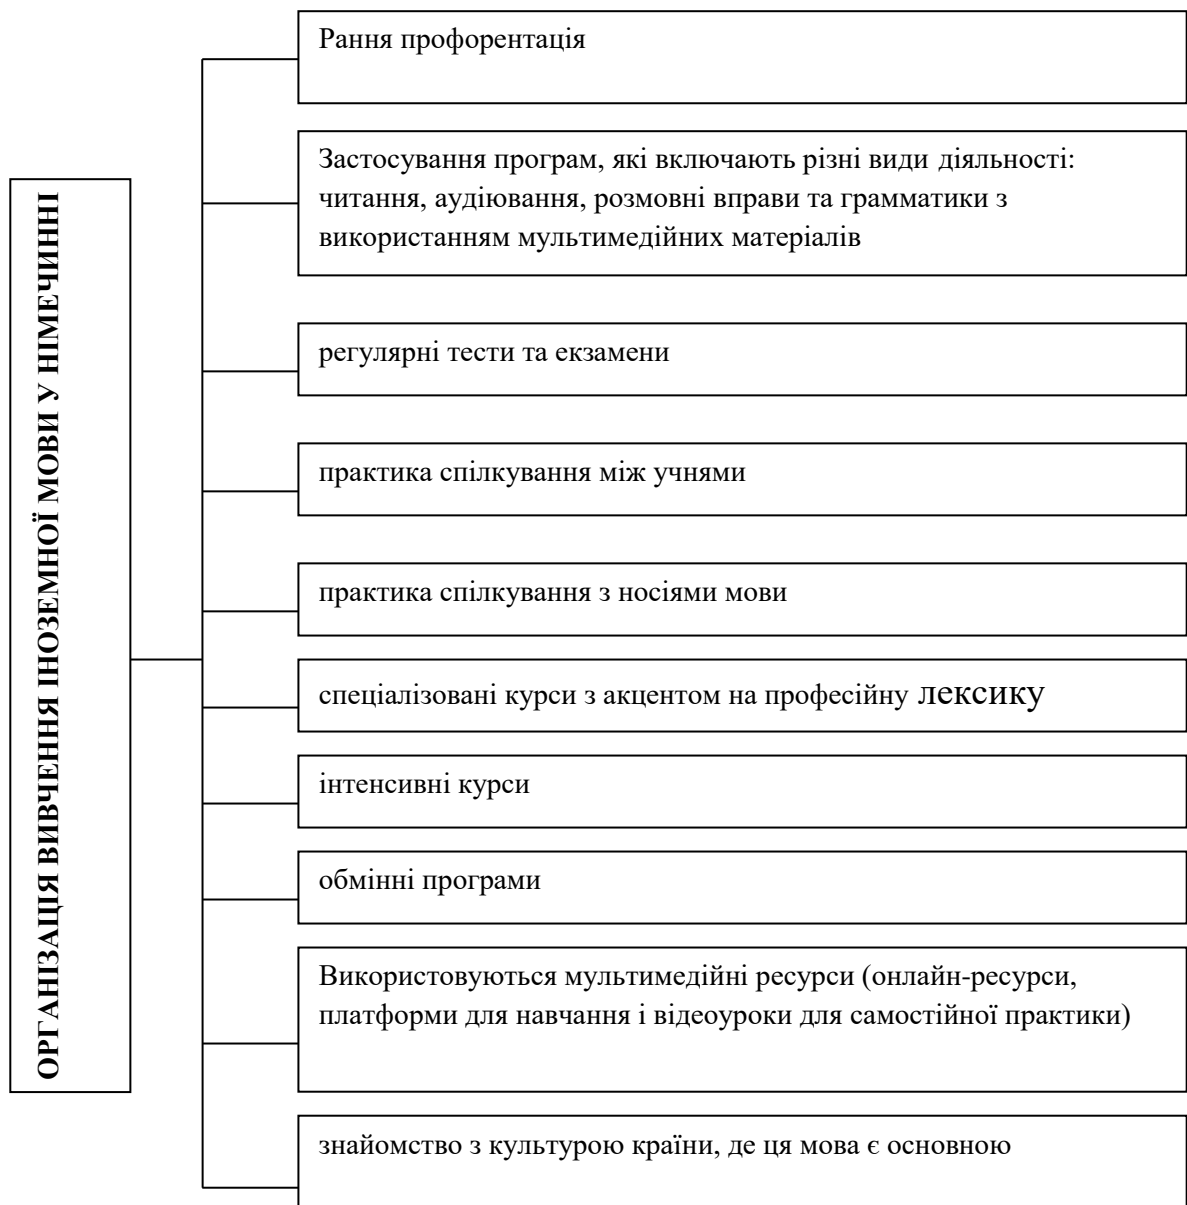 ОРГАНІЗАЦІЯ ВИВЧЕННЯ ІНОЗЕМНОЇ МОВИ У НІМЕЧИННІ
Рання профорентація
Застосування програм, які включають різні види діяльності:
читання, аудіювання, розмовні вправи та грамматики з
використанням мультимедійних матеріалів
регулярні тести та екзамени
практика спілкування між учнями
практика спілкування з носіями мови
спеціалізовані курси з акцентом на професійну лексику
інтенсивні курси
обмінні програми
Використовуються мультимедійні ресурси (онлайн-ресурси,
платформи для навчання і відеоуроки для самостійної практики)
знайомство з культурою країни, де ця мова є основною